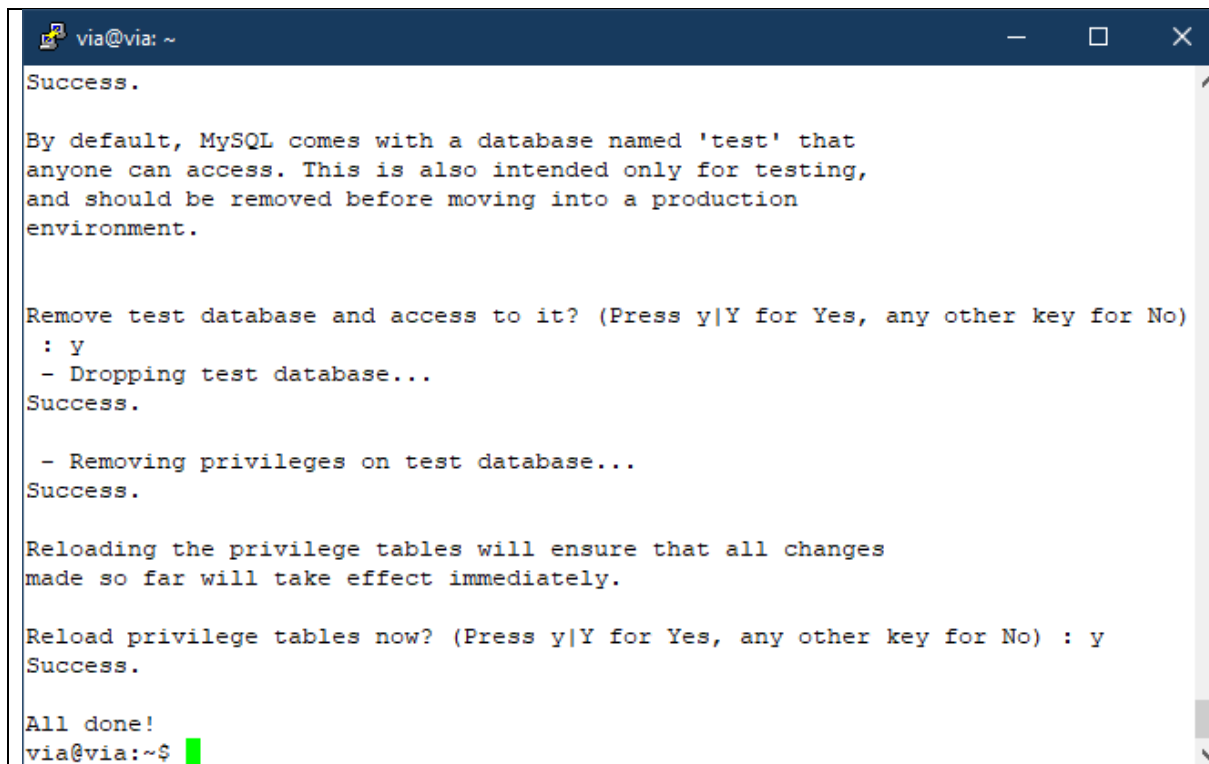 via@via: ~
Success.
By default, MySQL comes with a database named 'test' that
anyone can access. This is also intended only for testing,
and should be removed before moving into a production
environment.
Remove test database and access to it? (Press y|Y for Yes, any other key for No)
 : y
 - Dropping test database...
Success.
 - Removing privileges on test database...
Success.
Reloading the privilege tables will ensure that all changes
made so far will take effect immediately.
Reload privilege tables now? (Press y|Y for Yes, any other key for No) : y
Success.
All done!
via@via:~$